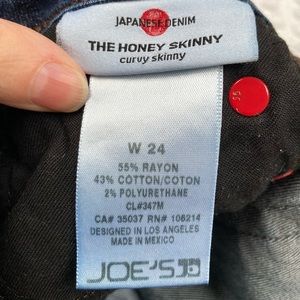 JAPANESE DENIM
THE HONEY SKINNY
curvy skinny
W 24
55% RAYON
43% COTTON/COTON
2% POLYURETHANE
CL#347M
CA# 35037 RN# 106214
DESIGNED IN LOS ANGELES
MADE IN MEXICO
JOE'S